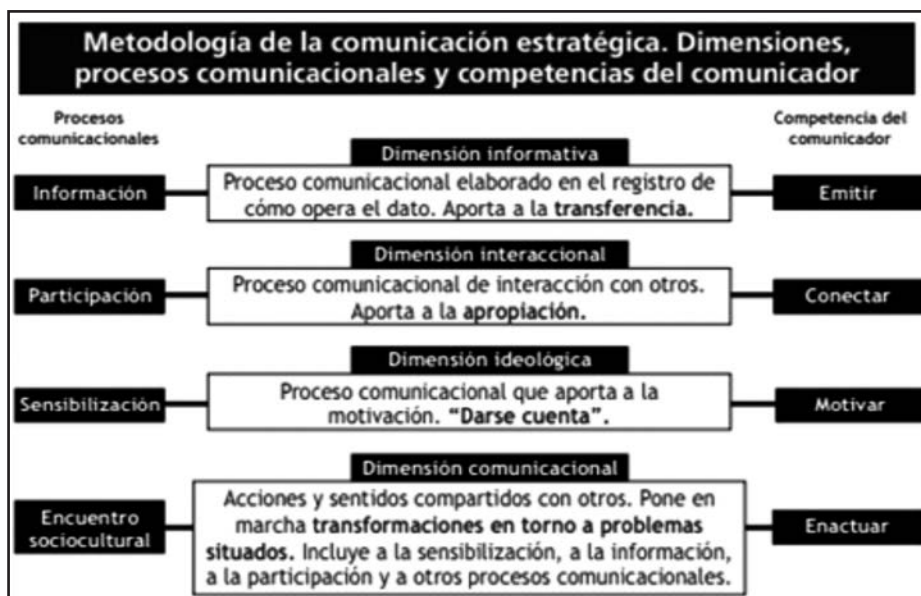 Metodología de la comunicación estratégica. Dimensiones,
procesos comunicacionales y competencias del comunicador
Procesos
comunicacionales
Competencia del
comunicador
Dimensión informativa
Información
Proceso comunicacional elaborado en el registro de
cómo opera el dato. Aporta a la transferencia.
Emitir
Dimensión interaccional
Participación
Proceso comunicacional de interacción con otros.
Aporta a la apropiación.
Conectar
Dimensión ideológica
Sensibilización
Proceso comunicacional que aporta a la
motivación. “Darse cuenta”.
Motivar
Dimensión comunicacional
Encuentro
sociocultural
Acciones y sentidos compartidos con otros. Pone en
marcha transformaciones en torno a problemas
situados. Incluye a la sensibilización, a la información,
a la participación y a otros procesos comunicacionales.
Enactuar